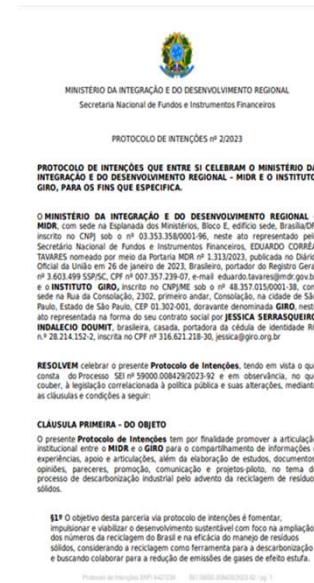 MINISTÉRIO DA INTEGRAÇÃO E DO DESENVOLVIMENTO REGIONAL
Secretaria Nacional de Fundos e Instrumentos Financeiros
PROTOCOLO DE INTENÇÕES nº 2/2023
PROTOCOLO DE INTENÇÕES QUE ENTRE SI CELEBRAM O MINISTÉRIO DA
INTEGRAÇÃO E DO DESENVOLVIMENTO REGIONAL – MIDR E O INSTITUTO
GIRO, PARA OS FINS QUE ESPECIFICA.
O MINISTÉRIO DA INTEGRAÇÃO E DO DESENVOLVIMENTO REGIONAL -
MIDR, com sede na Esplanada dos Ministérios, Bloco E, edifício sede, Brasília/DF,
inscrito no CNPJ sob o nº 03.353.358/0001-96, neste ato representado pelo
Secretário Nacional de Fundos e Instrumentos Financeiros, EDUARDO CORRÊA
TAVARES nomeado por meio da Portaria MDR nº 1.313/2023, publicada no Diário
Oficial da União em 26 de janeiro de 2023, Brasileiro, portador do Registro Geral
nº 3.603.499 SSP/SC, CPF nº 007.357.239-07, e-mail eduardo.tavares@mdr.gov.b
e o INSTITUTO GIRO, inscrito no CNPJ/ME sob o nº 48.357.015/0001-38, com
sede na Rua da Consolação, 2302, primeiro andar, Consolação, na cidade de São
Paulo, Estado de São Paulo, CEP 01.302-001, doravante denominada GIRO, neste
ato representada na forma do seu contrato social por JESSICA SERRASQUEIRO
INDALECIO DOUMIT, brasileira, casada, portadora da cédula de identidade RG
n.º 28.214.152-2, inscrita no CPF nº 316.621.218-30, jessica@giro.org.br
RESOLVEM celebrar o presente Protocolo de Intenções, tendo em vista o que
consta do Processo SEI nº 59000.008429/2023-92 e em observância, no que
couber, à legislação correlacionada à política pública e suas alterações, mediante
as cláusulas e condições a seguir:
CLÁUSULA PRIMEIRA – DO OBJETO
O presente Protocolo de Intenções tem por finalidade promover a articulação
institucional entre o MIDR e o GIRO para o compartilhamento de informações e
experiências, apoio e articulações, além da elaboração de estudos, documentos,
opiniões, pareceres, promoção, comunicação e projetos-piloto, no tema do
processo de descarbonização industrial pelo advento da reciclagem de resíduos
sólidos.
§1º O objetivo desta parceria via protocolo de intenções é fomentar,
impulsionar e viabilizar o desenvolvimento sustentável com foco na ampliação
dos números da reciclagem do Brasil e na eficácia do manejo de resíduos
sólidos, considerando a reciclagem como ferramenta para a descarbonização
e buscando colaborar para a redução de emissões de gases de efeito estufa.